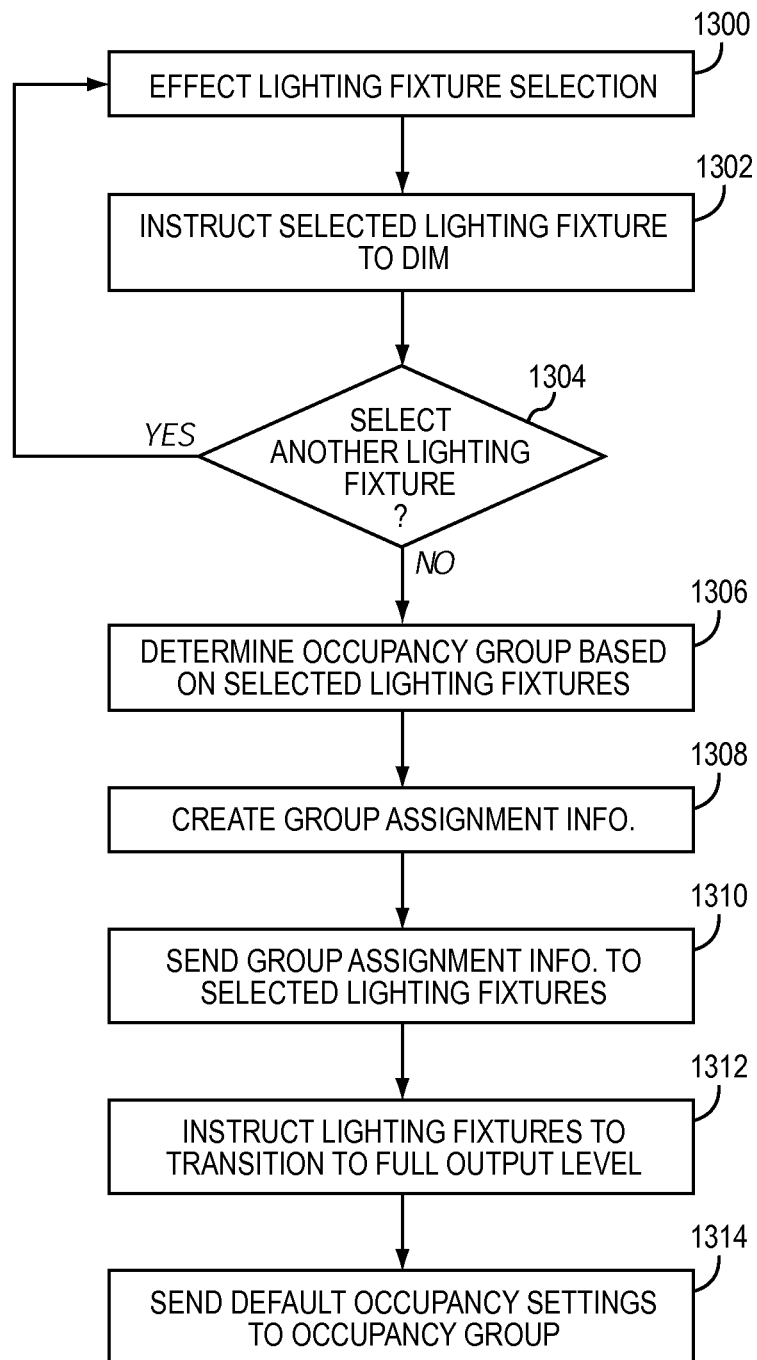 1300
EFFECT LIGHTING FIXTURE SELECTION
1302
INSTRUCT SELECTED LIGHTING FIXTURE
TO DIM
1304
SELECT
ANOTHER LIGHTING
FIXTURE
?
YES
NO
1306
DETERMINE OCCUPANCY GROUP BASED
ON SELECTED LIGHTING FIXTURES
1308
CREATE GROUP ASSIGNMENT INFO.
1310
SEND GROUP ASSIGNMENT INFO. TO
SELECTED LIGHTING FIXTURES
1312
INSTRUCT LIGHTING FIXTURES TO
TRANSITION TO FULL OUTPUT LEVEL
1314
SEND DEFAULT OCCUPANCY SETTINGS
TO OCCUPANCY GROUP